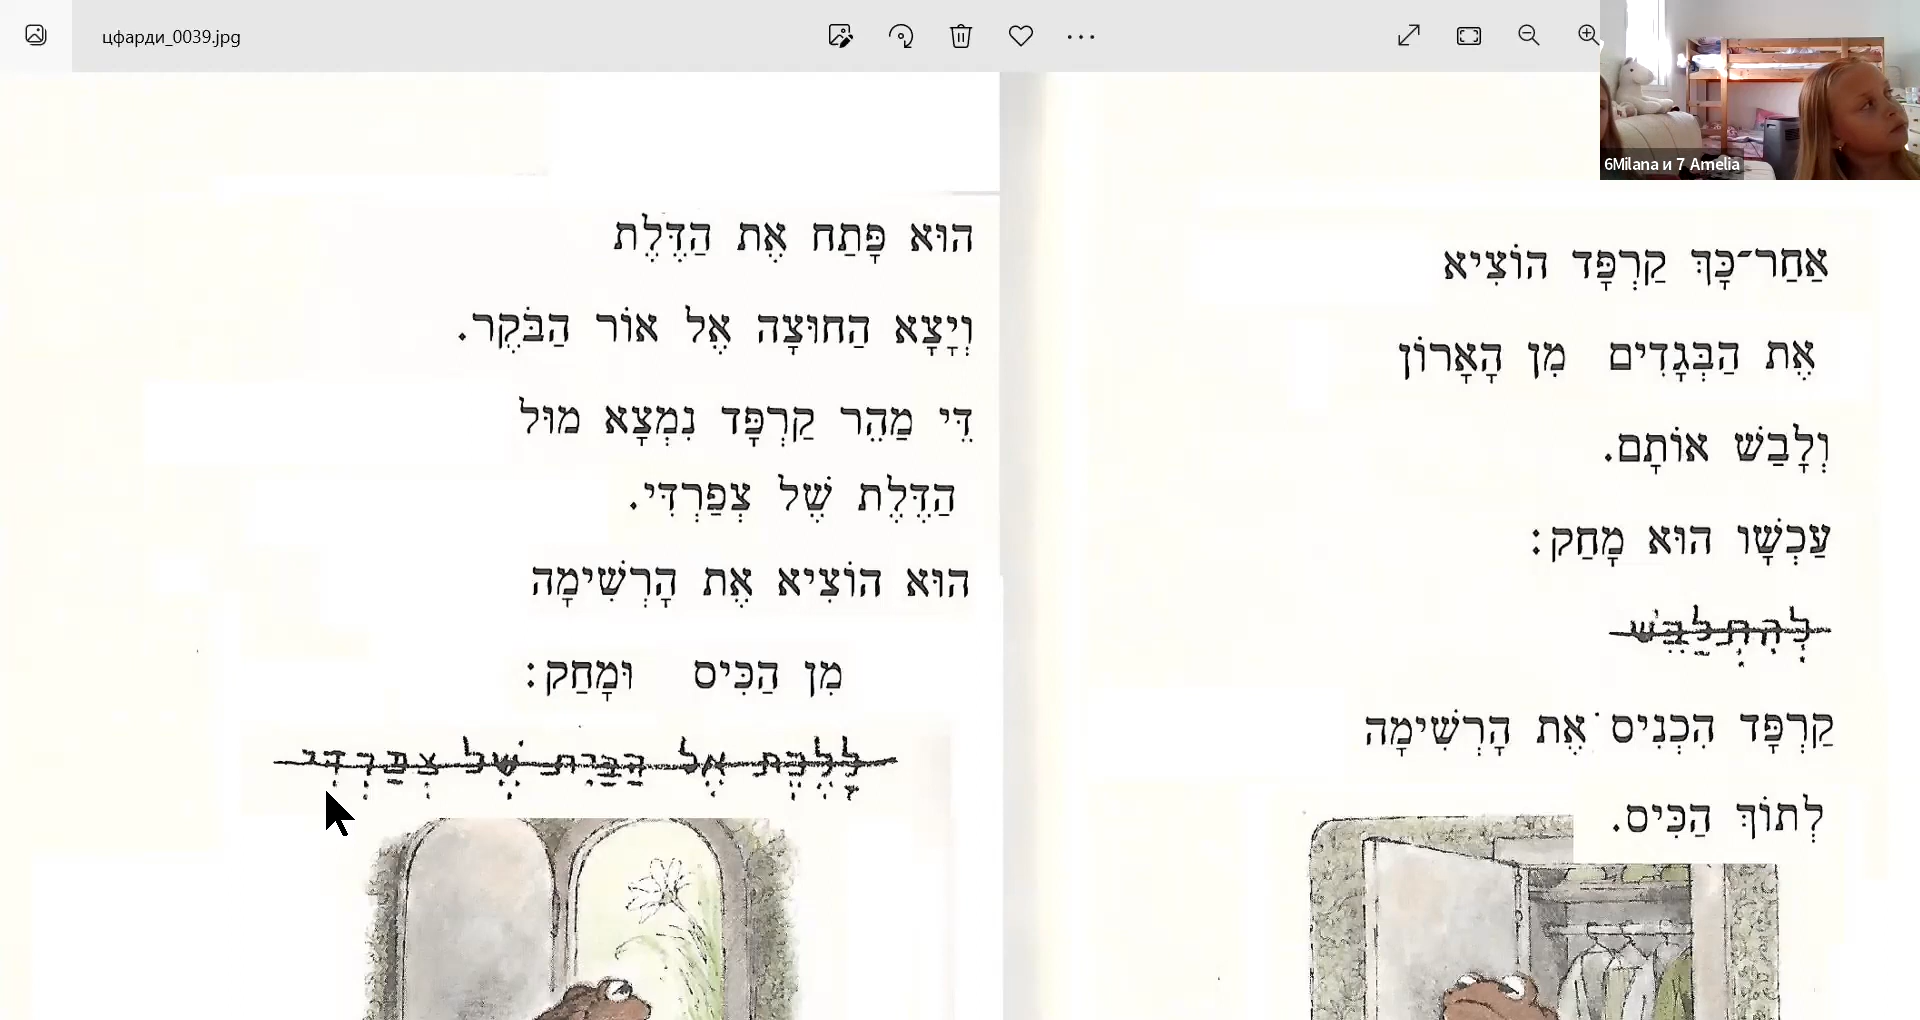 цфарди_0039.jpg
6Milana и 7 Amelia
אַחַר־כָּךְ קַרְפָּד הוֹצִיא
אֶת הַבְּגָדִים מִן הָאָרוֹן
וְלָבַשׁ אוֹתָם.
עַכְשָׁו הוּא מָחַק:
לְהִתְלַבֵּשׁ
קַרְפָּד הִכְנִיס אֶת הָרְשִׁימָה
לְתוֹךְ הַכִּיס.
הוּא פָּתַח אֶת הַדֶּלֶת
וְיָצָא הַחוּצָה אֶל אוֹר הַבֹּקֶר.
דֵּי מַהֵר קַרְפָּד נִמְצָא מוּל
הַדֶּלֶת שֶׁל צְפַרְדִּי.
הוּא הוֹצִיא אֶת הָרְשִׁימָה
מִן הַכִּיס וּמָחַק:
לָלֶכֶת אֶל הַבַּיִת שֶׁל צְפַרְדִּי